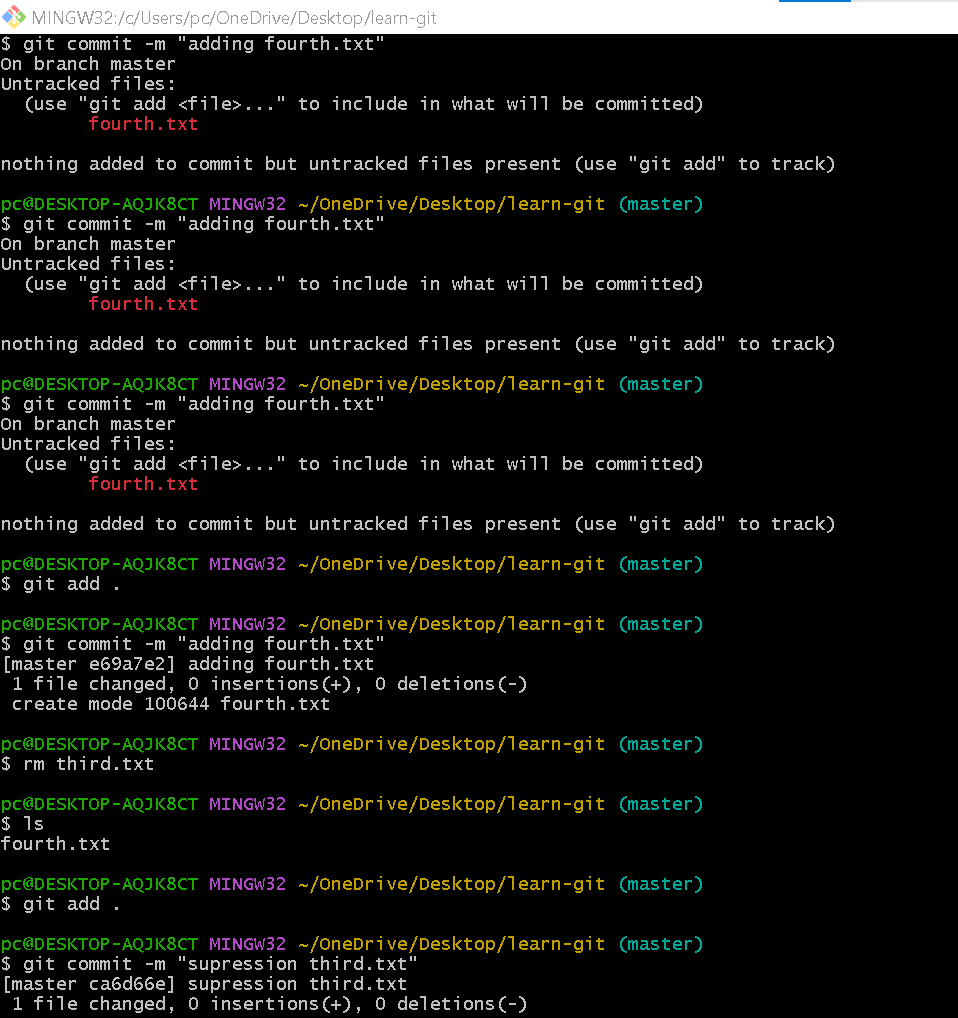 MINGW32:/c/Users/pc/OneDrive/Desktop/learn-git
$ git commit -m "adding fourth.txt"
On branch master
Untracked files:
  (use "git add <file>..." to include in what will be committed)
        fourth.txt

nothing added to commit but untracked files present (use "git add" to track)

pc@DESKTOP-AQJK8CT MINGW32 ~/OneDrive/Desktop/learn-git (master)
$ git commit -m "adding fourth.txt"
On branch master
Untracked files:
  (use "git add <file>..." to include in what will be committed)
        fourth.txt

nothing added to commit but untracked files present (use "git add" to track)

pc@DESKTOP-AQJK8CT MINGW32 ~/OneDrive/Desktop/learn-git (master)
$ git commit -m "adding fourth.txt"
On branch master
Untracked files:
  (use "git add <file>..." to include in what will be committed)
        fourth.txt

nothing added to commit but untracked files present (use "git add" to track)

pc@DESKTOP-AQJK8CT MINGW32 ~/OneDrive/Desktop/learn-git (master)
$ git add .

pc@DESKTOP-AQJK8CT MINGW32 ~/OneDrive/Desktop/learn-git (master)
$ git commit -m "adding fourth.txt"
[master e69a7e2] adding fourth.txt
 1 file changed, 0 insertions(+), 0 deletions(-)
 create mode 100644 fourth.txt

pc@DESKTOP-AQJK8CT MINGW32 ~/OneDrive/Desktop/learn-git (master)
$ rm third.txt

pc@DESKTOP-AQJK8CT MINGW32 ~/OneDrive/Desktop/learn-git (master)
$ ls
fourth.txt

pc@DESKTOP-AQJK8CT MINGW32 ~/OneDrive/Desktop/learn-git (master)
$ git add .

pc@DESKTOP-AQJK8CT MINGW32 ~/OneDrive/Desktop/learn-git (master)
$ git commit -m "supression third.txt"
[master ca6d66e] supression third.txt
 1 file changed, 0 insertions(+), 0 deletions(-)